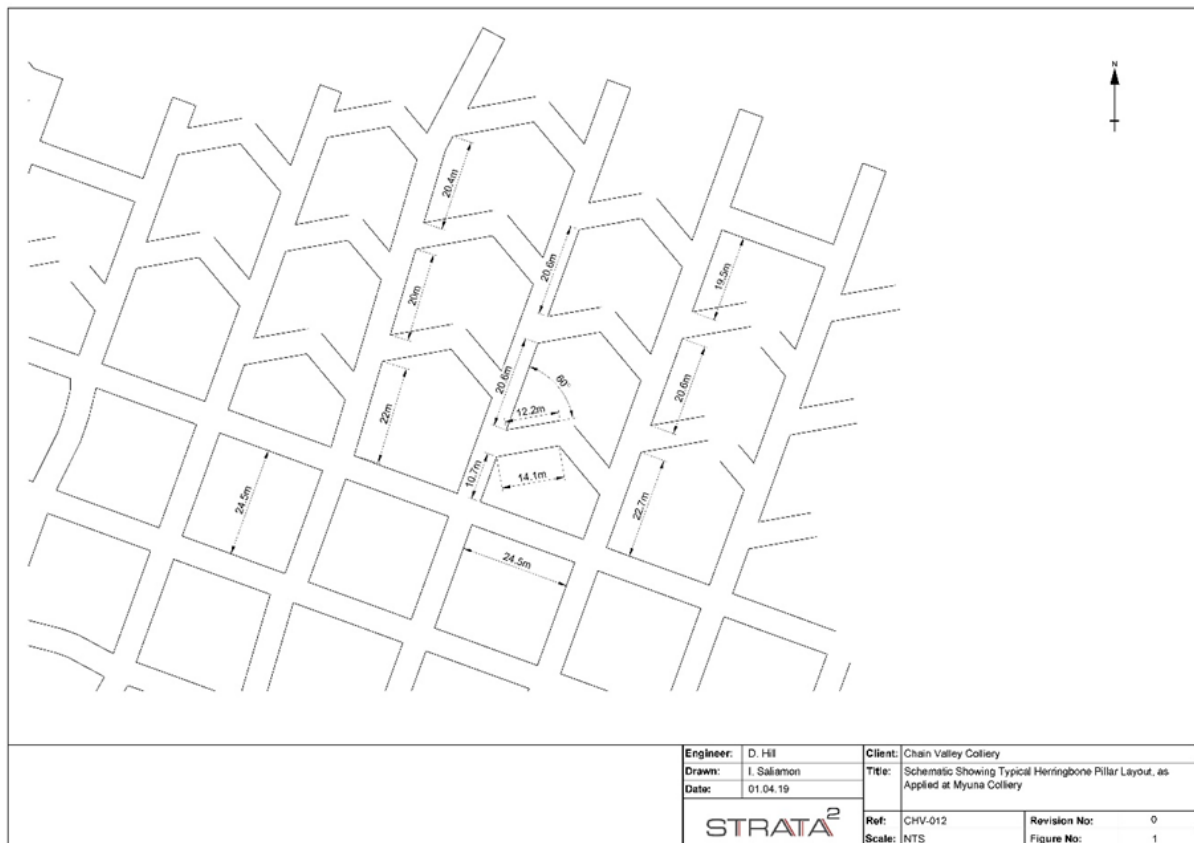 N
20.4m
20.6m
19.5m
20m
20.6m
20.6m
60°
12.2m
22m
10.7m
14.1m
22.7m
24.5m
24.5m
Engineer: D. Hill
Drawn: I. Saliamon
Date: 01.04.19
STRATA2
Client: Chain Valley Colliery
Title: Schematic Showing Typical Herringbone Pillar Layout, as
Applied at Myuna Colliery
Ref: CHV-012
Revision No: 0
Scale: NTS
Figure No: 1